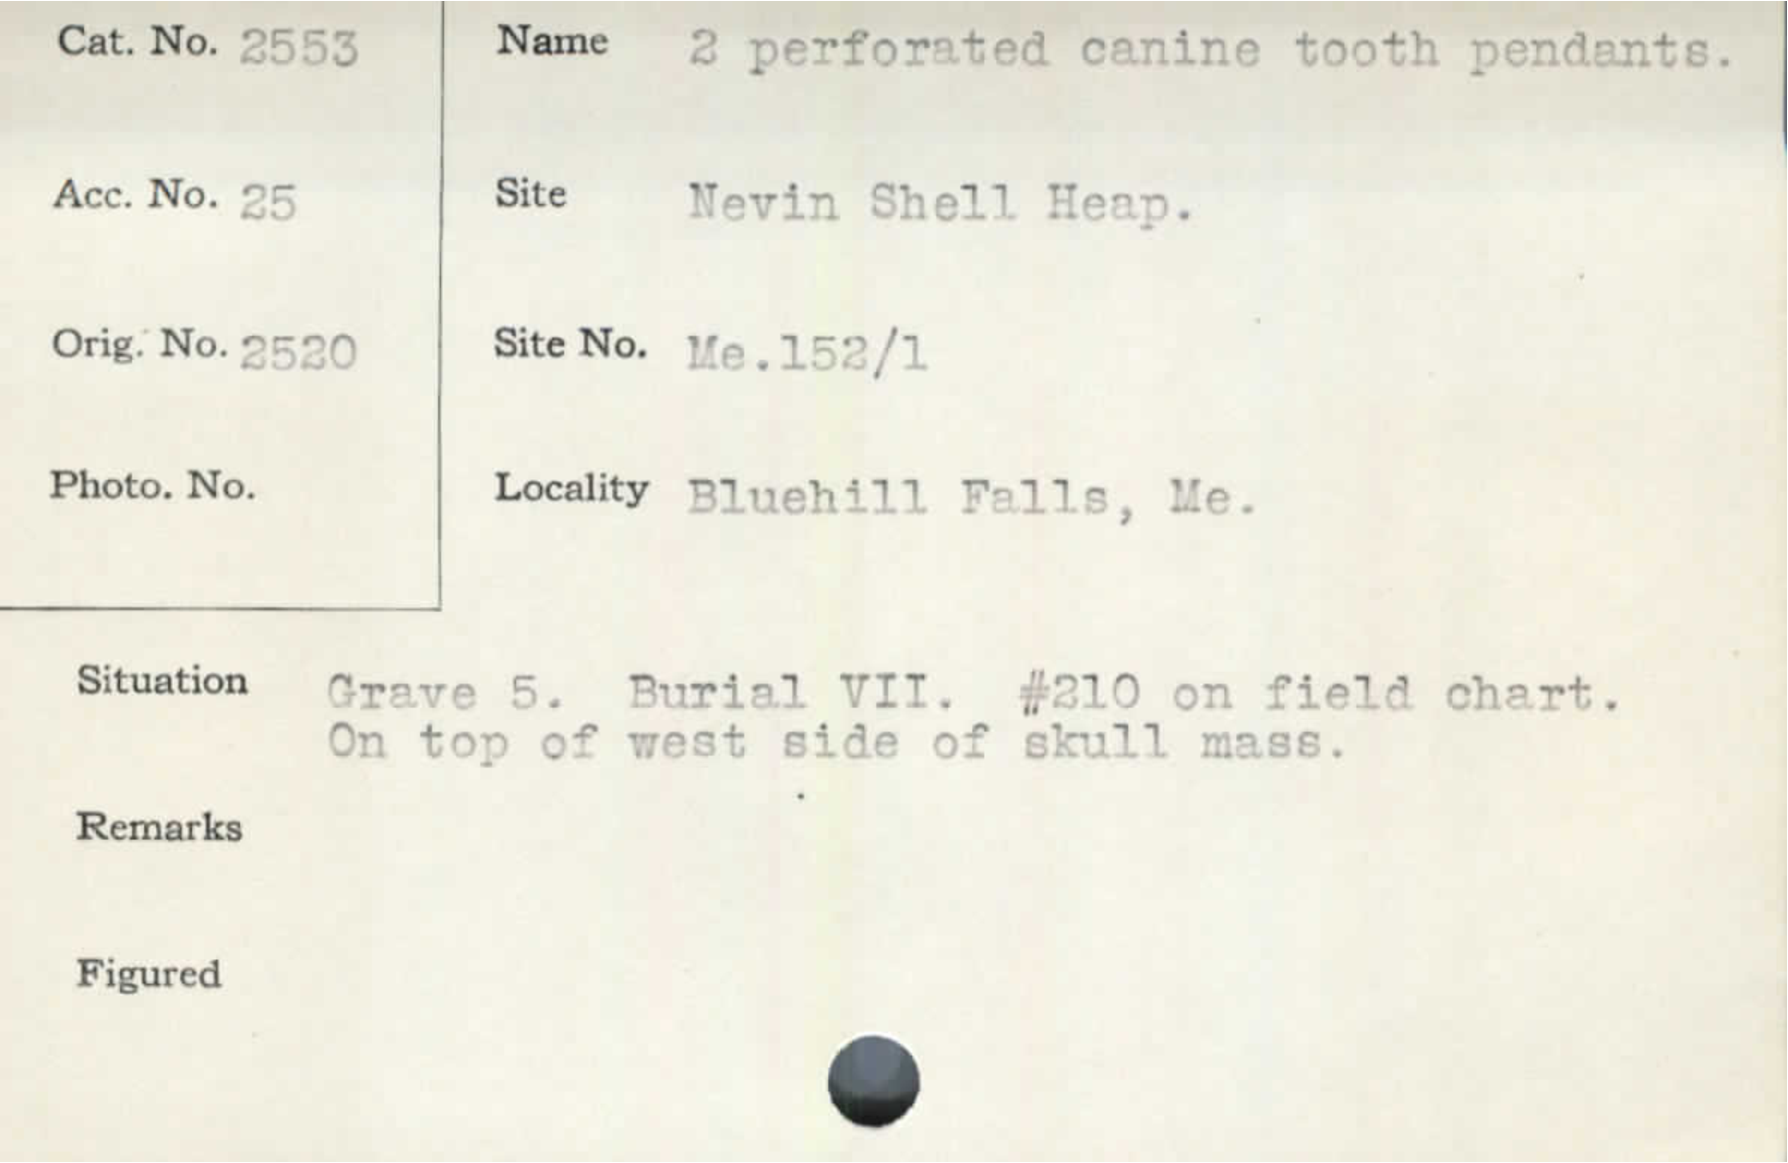 Cat. No. 2553
Acc. No. 25
Orig. No. 2520
Photo. No.
Name 2 perforated canine tooth pendants.
Site Nevin Shell Heap.
Site No. Me.152/1
Locality Bluehill Falls, Me.
Situation Grave 5. Burial VII. #210 on field chart.
On top of west side of skull mass.
Remarks
Figured